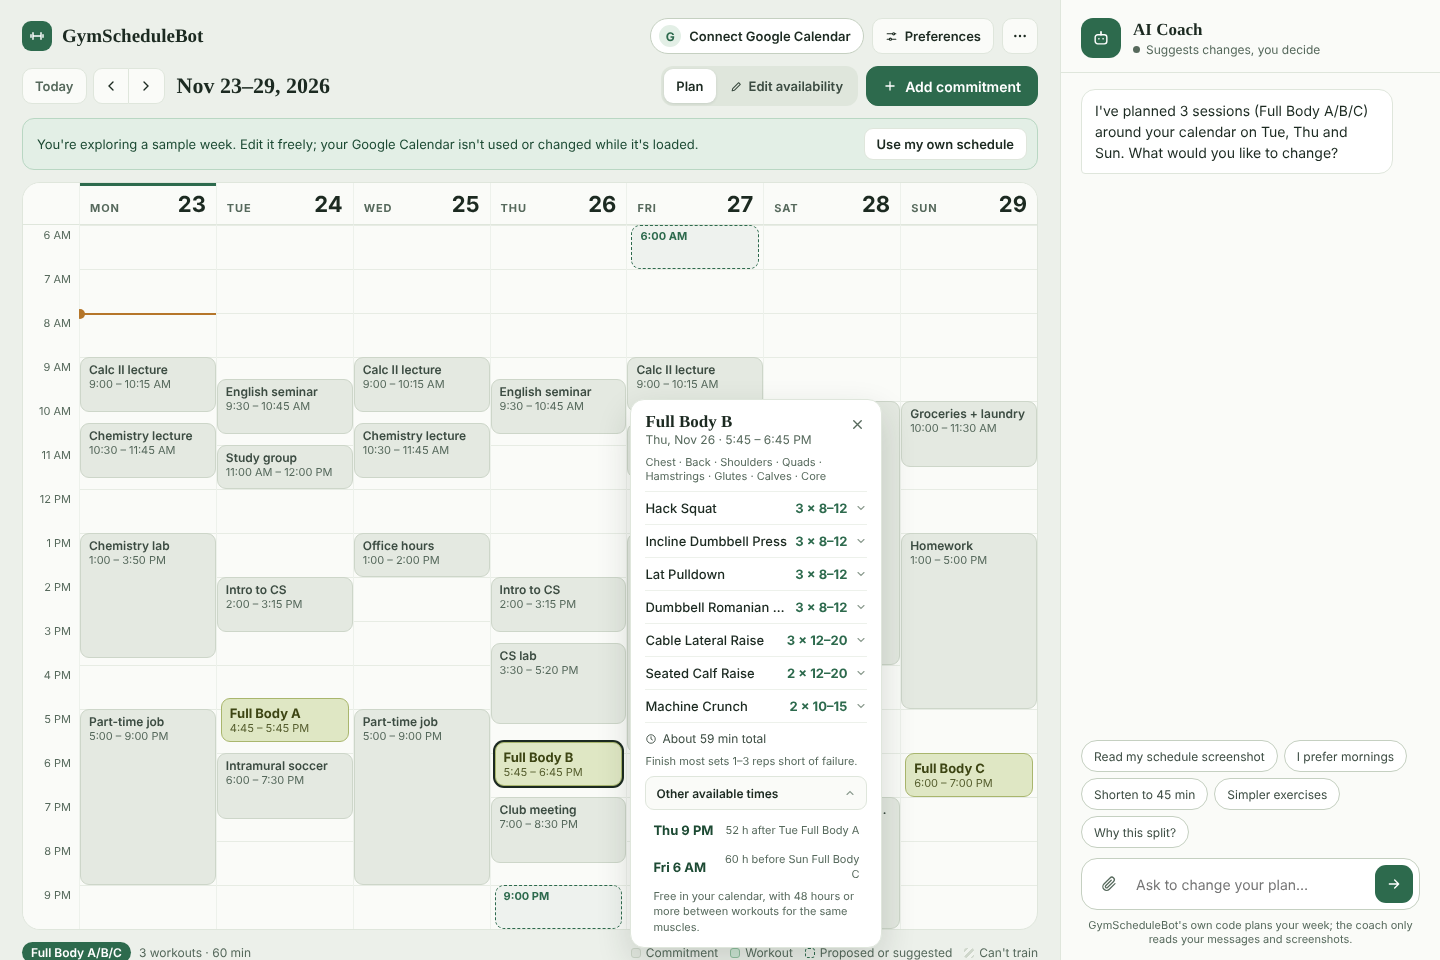 GymScheduleBot
G Connect Google Calendar
Preferences
Today
Nov 23–29, 2026
Plan
Edit availability
Add commitment
You're exploring a sample week. Edit it freely; your Google Calendar isn't used or changed while it's loaded.
Use my own schedule
MON 23
TUE 24
WED 25
THU 26
FRI 27
SAT 28
SUN 29
6 AM
7 AM
8 AM
9 AM
10 AM
11 AM
12 PM
1 PM
2 PM
3 PM
4 PM
5 PM
6 PM
7 PM
8 PM
9 PM
Calc II lecture
9:00 – 10:15 AM
Chemistry lecture
10:30 – 11:45 AM
Chemistry lab
1:00 – 3:50 PM
Part-time job
5:00 – 9:00 PM
English seminar
9:30 – 10:45 AM
Study group
11:00 AM – 12:00 PM
Intro to CS
2:00 – 3:15 PM
Full Body A
4:45 – 5:45 PM
Intramural soccer
6:00 – 7:30 PM
Calc II lecture
9:00 – 10:15 AM
Chemistry lecture
10:30 – 11:45 AM
Office hours
1:00 – 2:00 PM
Part-time job
5:00 – 9:00 PM
English seminar
9:30 – 10:45 AM
Intro to CS
2:00 – 3:15 PM
CS lab
3:30 – 5:20 PM
Full Body B
5:45 – 6:45 PM
Club meeting
7:00 – 8:30 PM
9:00 PM
6:00 AM
Calc II lecture
9:00 – 10:15 AM
Groceries + laundry
10:00 – 11:30 AM
Homework
1:00 – 5:00 PM
Full Body C
6:00 – 7:00 PM
Full Body B
Thu, Nov 26 · 5:45 – 6:45 PM
Chest · Back · Shoulders · Quads ·
Hamstrings · Glutes · Calves · Core
Hack Squat 3 × 8–12
Incline Dumbbell Press 3 × 8–12
Lat Pulldown 3 × 8–12
Dumbbell Romanian ... 3 × 8–12
Cable Lateral Raise 3 × 12–20
Seated Calf Raise 2 × 12–20
Machine Crunch 2 × 10–15
About 59 min total
Finish most sets 1–3 reps short of failure.
Other available times
Thu 9 PM 52 h after Tue Full Body A
Fri 6 AM 60 h before Sun Full Body
C
Free in your calendar, with 48 hours or
more between workouts for the same
muscles.
Full Body A/B/C 3 workouts · 60 min
Commitment Workout Proposed or suggested Can't train
AI Coach
Suggests changes, you decide
I've planned 3 sessions (Full Body A/B/C)
around your calendar on Tue, Thu and
Sun. What would you like to change?
Read my schedule screenshot
I prefer mornings
Shorten to 45 min
Simpler exercises
Why this split?
Ask to change your plan...
GymScheduleBot's own code plans your week; the coach only
reads your messages and screenshots.